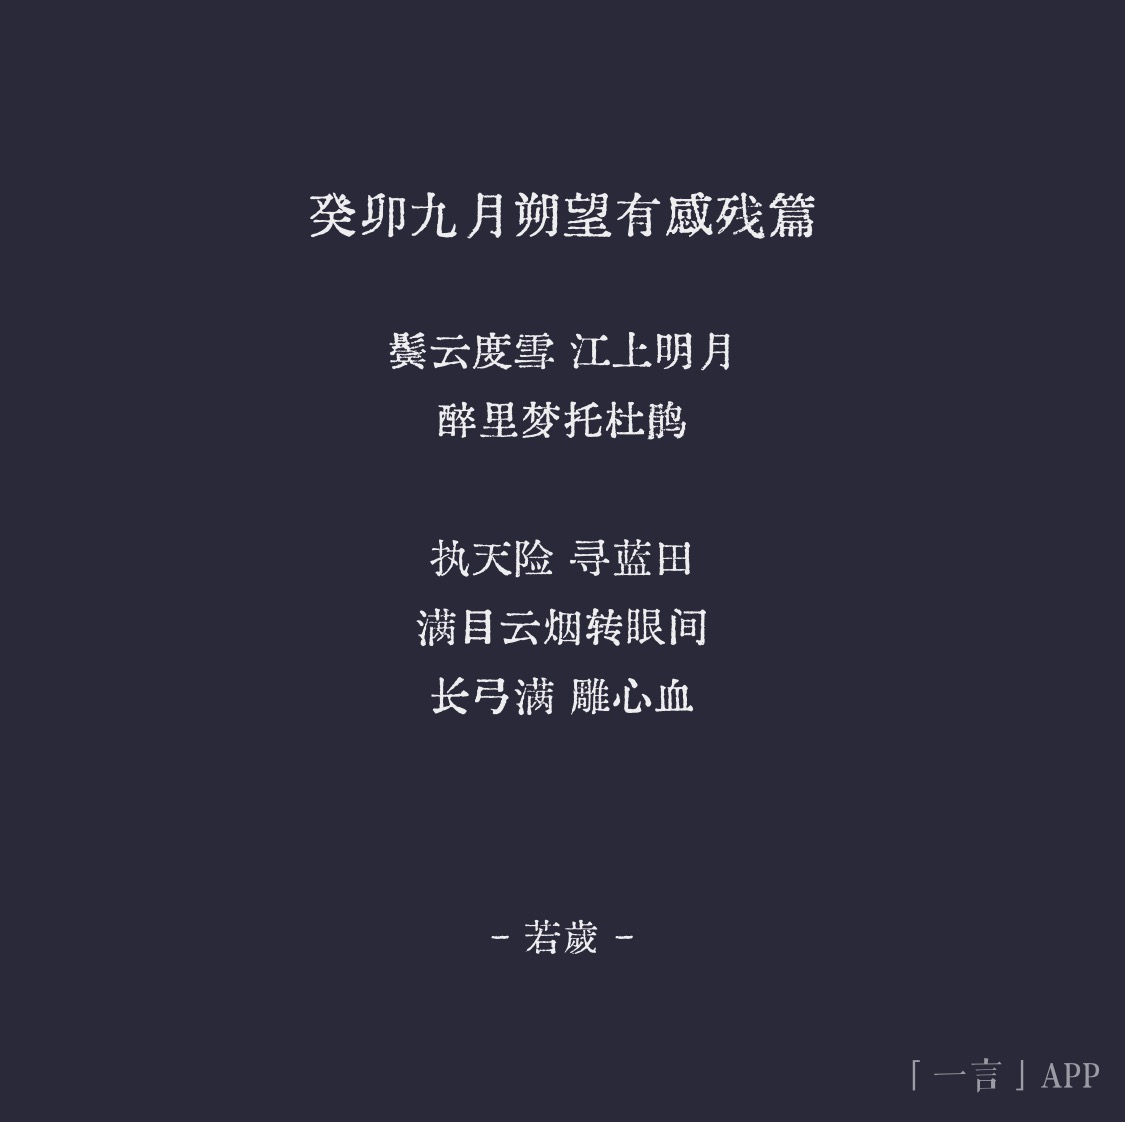 癸卯九月朔望有感残篇
鬓云度雪 江上明月
醉里梦托杜鹃
执天险 寻蓝田
满目云烟转眼间
长弓满 雕心血
- 若歲 -
「一言」APP